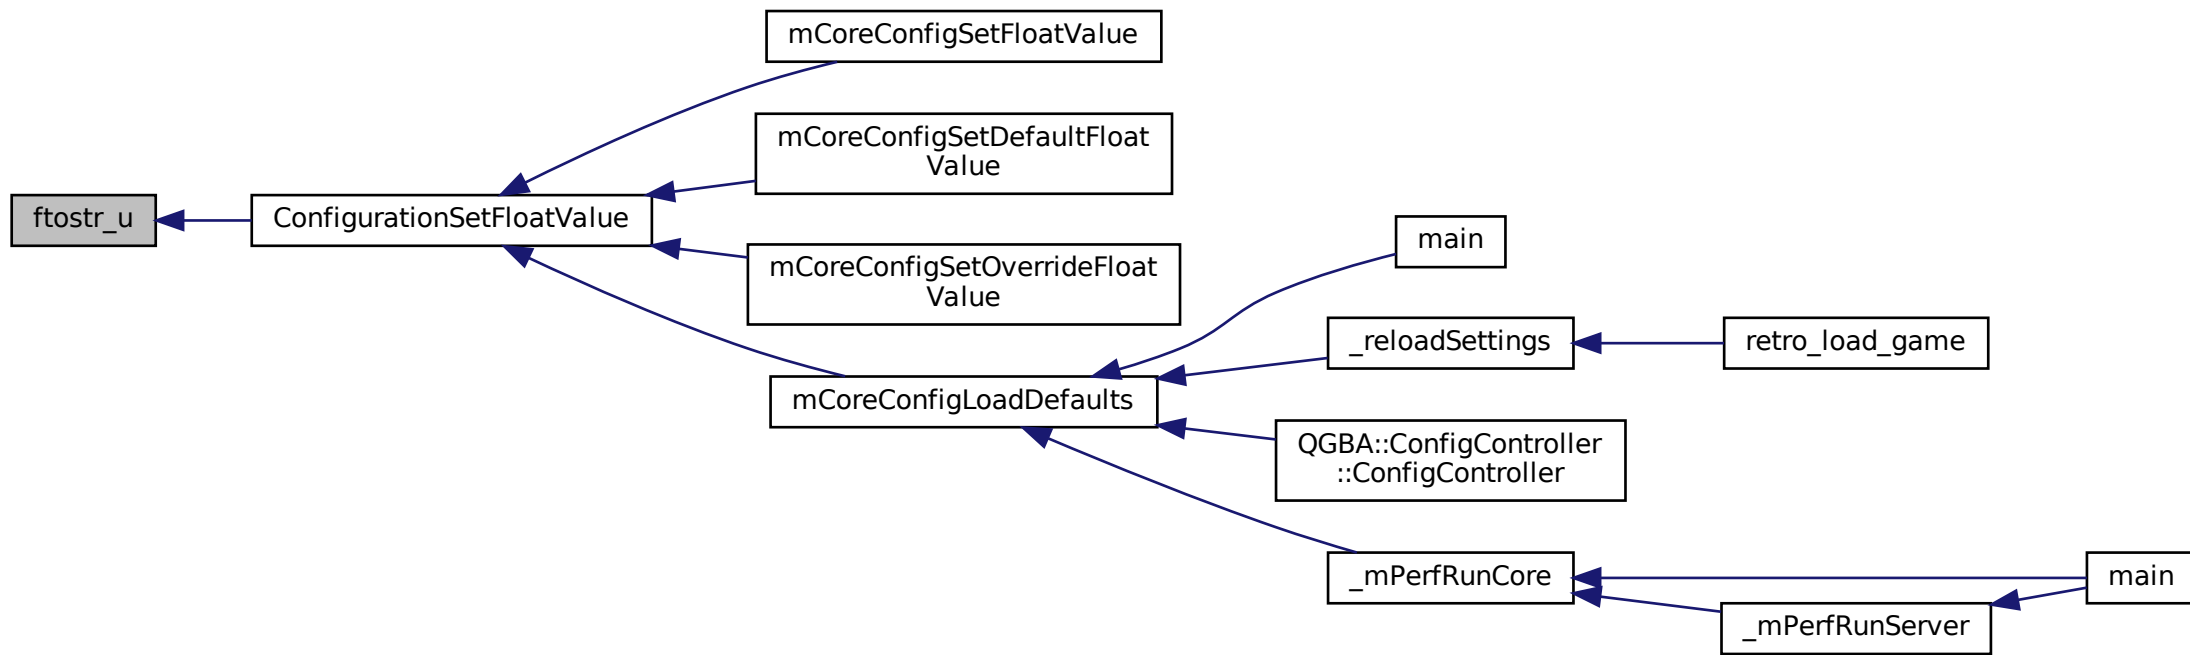 mCoreConfigSetFloatValue
mCoreConfigSetDefaultFloat
Value
ftostr_u
ConfigurationSetFloatValue
main
mCoreConfigSetOverrideFloat
Value
_reloadSettings
retro_load_game
mCoreConfigLoadDefaults
QGBA::ConfigController
::ConfigController
_mPerfRunCore
main
_mPerfRunServer